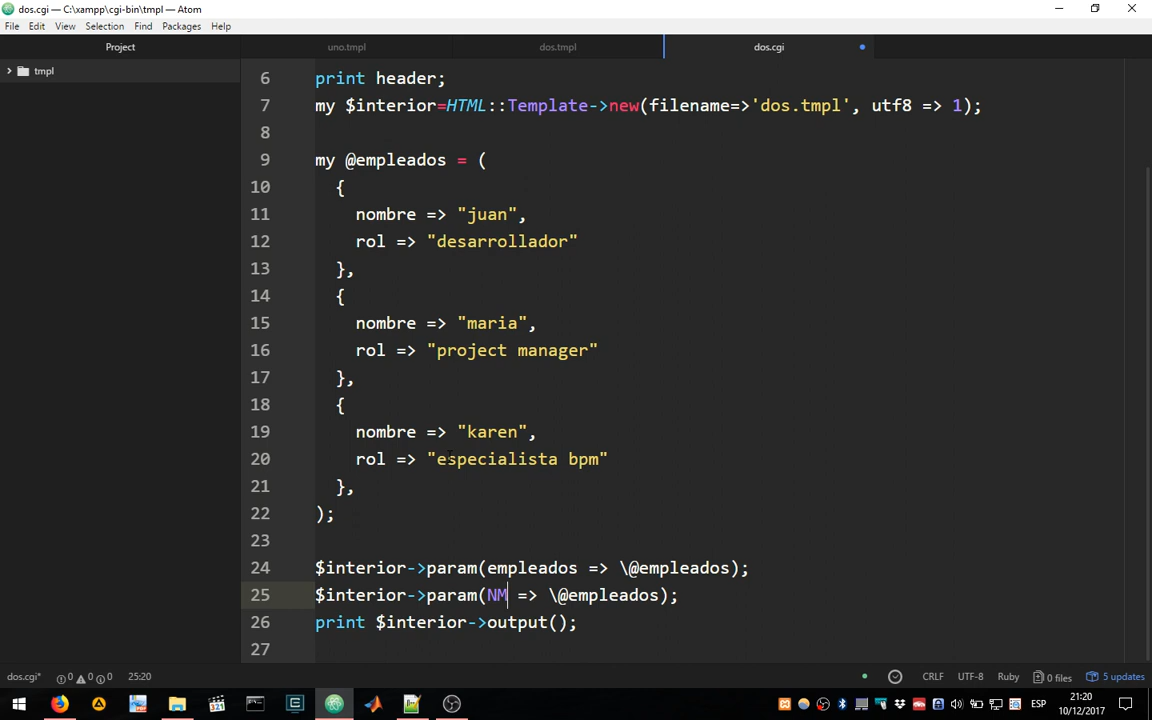 dos.cgi — C:\xampp\cgi-bin\tmpl — Atom
File Edit View Selection Find Packages Help
Project uno.tmpl dos.tmpl dos.cgi
tmpl
6 print header;
7 my $interior=HTML::Template->new(filename=>'dos.tmpl', utf8 => 1);
8
9 my @empleados = (
10 {
11 nombre => "juan",
12 rol => "desarrollador"
13 },
14 {
15 nombre => "maria",
16 rol => "project manager"
17 },
18 {
19 nombre => "karen",
20 rol => "especialista bpm"
21 },
22 );
23
24 $interior->param(empleados => \@empleados);
25 $interior->param(NM => \@empleados);
26 print $interior->output();
27
dos.cgi* 0 0 0 25:20 CRLF UTF-8 Ruby 0 files 5 updates
ESP 21:20
10/12/2017